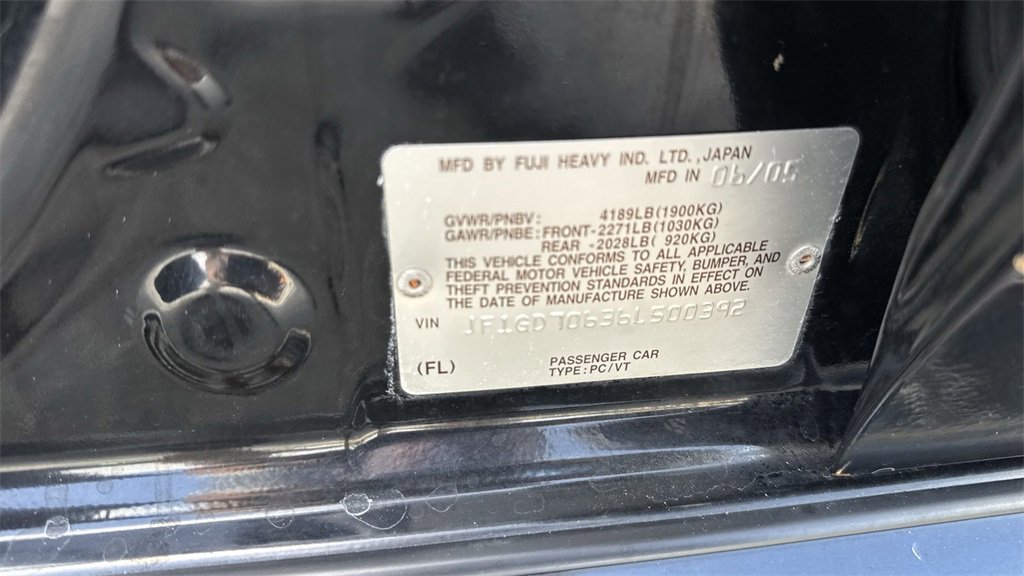 MFD BY FUJI HEAVY IND. LTD., JAPAN
MFD IN 06/05
GVWR/PNBV: 4189LB(1900KG)
GAWR/PNBE: FRONT-2271LB(1030KG)
REAR -2028LB( 920KG)
THIS VEHICLE CONFORMS TO ALL APPLICABLE
FEDERAL MOTOR VEHICLE SAFETY, BUMPER, AND
THEFT PREVENTION STANDARDS IN EFFECT ON
THE DATE OF MANUFACTURE SHOWN ABOVE.
VIN JF1GD70636L500392
(FL) PASSENGER CAR
TYPE: PC/VT